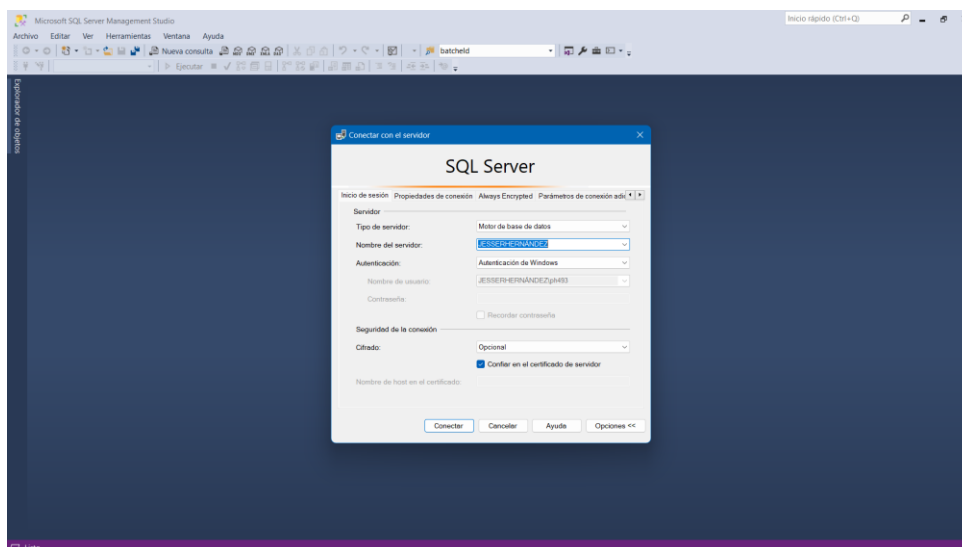 Microsoft SQL Server Management Studio
Inicio rápido (Ctrl+Q)
Archivo Editar Ver Herramientas Ventana Ayuda
Nueva consulta
batcheld
Ejecutar
Explorador de objetos
Conectar con el servidor
SQL Server
Inicio de sesión Propiedades de conexión Always Encrypted Parámetros de conexión adic
Servidor
Tipo de servidor: Motor de base de datos
Nombre del servidor: JESSERHERNÁNDEZ
Autenticación: Autenticación de Windows
Nombre de usuario: JESSERHERNÁNDEZ\ph493
Contraseña:
Recordar contraseña
Seguridad de la conexión
Cifrado: Opcional
Confiar en el certificado de servidor
Nombre de host en el certificado:
Conectar Cancelar Ayuda Opciones <<
Listo